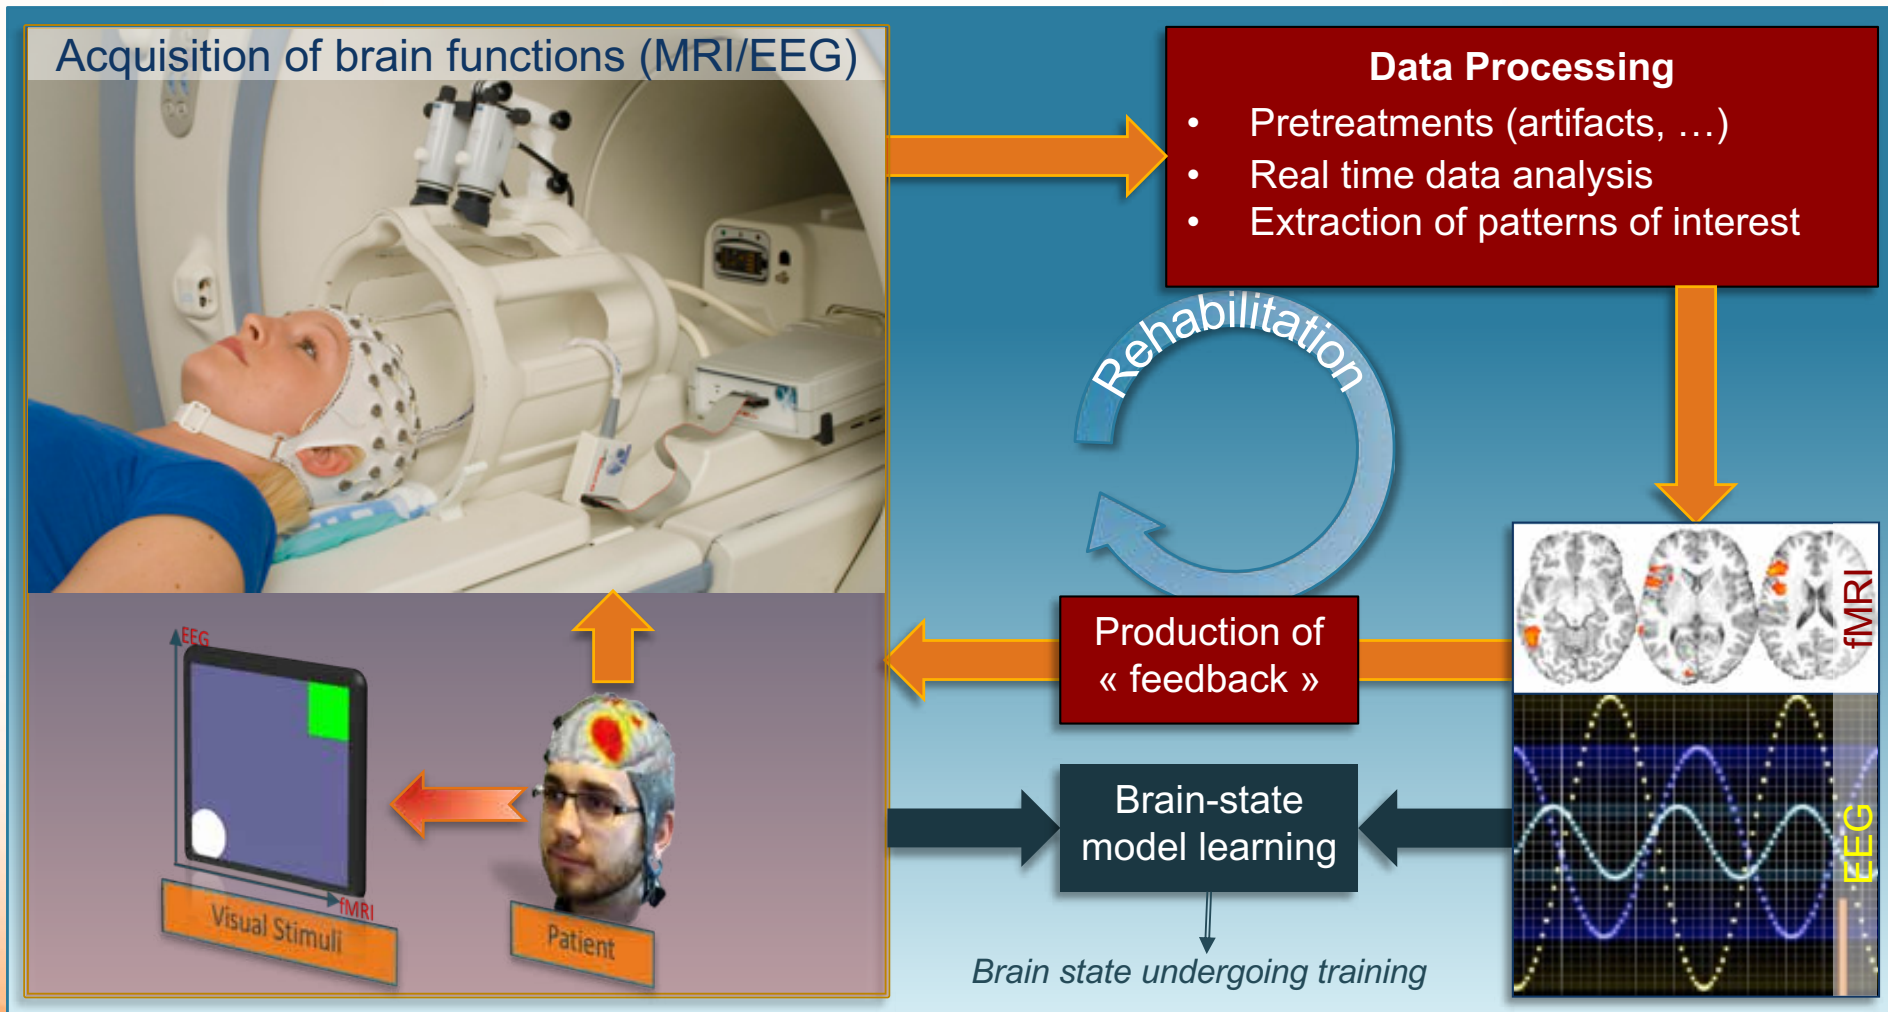 Acquisition of brain functions (MRI/EEG)
Data Processing
• Pretreatments (artifacts, …)
• Real time data analysis
• Extraction of patterns of interest
Rehabilitation
fMRI
Production of
« feedback »
EEG
fMRI
Visual Stimuli
Patient
Brain-state
model learning
EEG
Brain state undergoing training